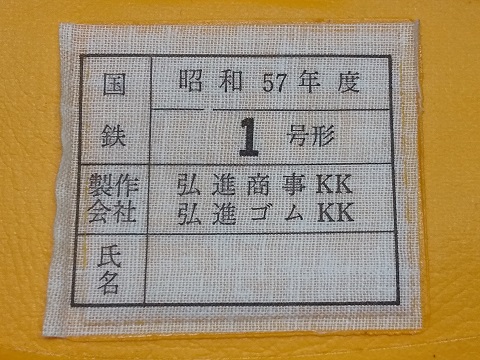 国鉄 昭和57年度
1号形
製作会社 弘進商事KK
弘進ゴムKK
氏名